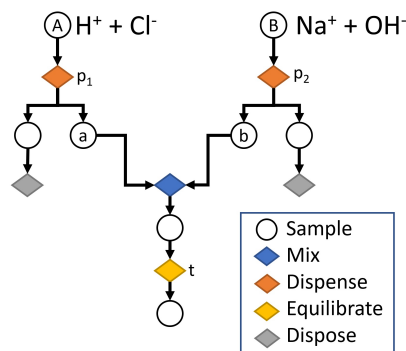 A H⁺ + Cl⁻
B Na⁺ + OH⁻
p₁
p₂
a
b
t
Sample
Mix
Dispense
Equilibrate
Dispose